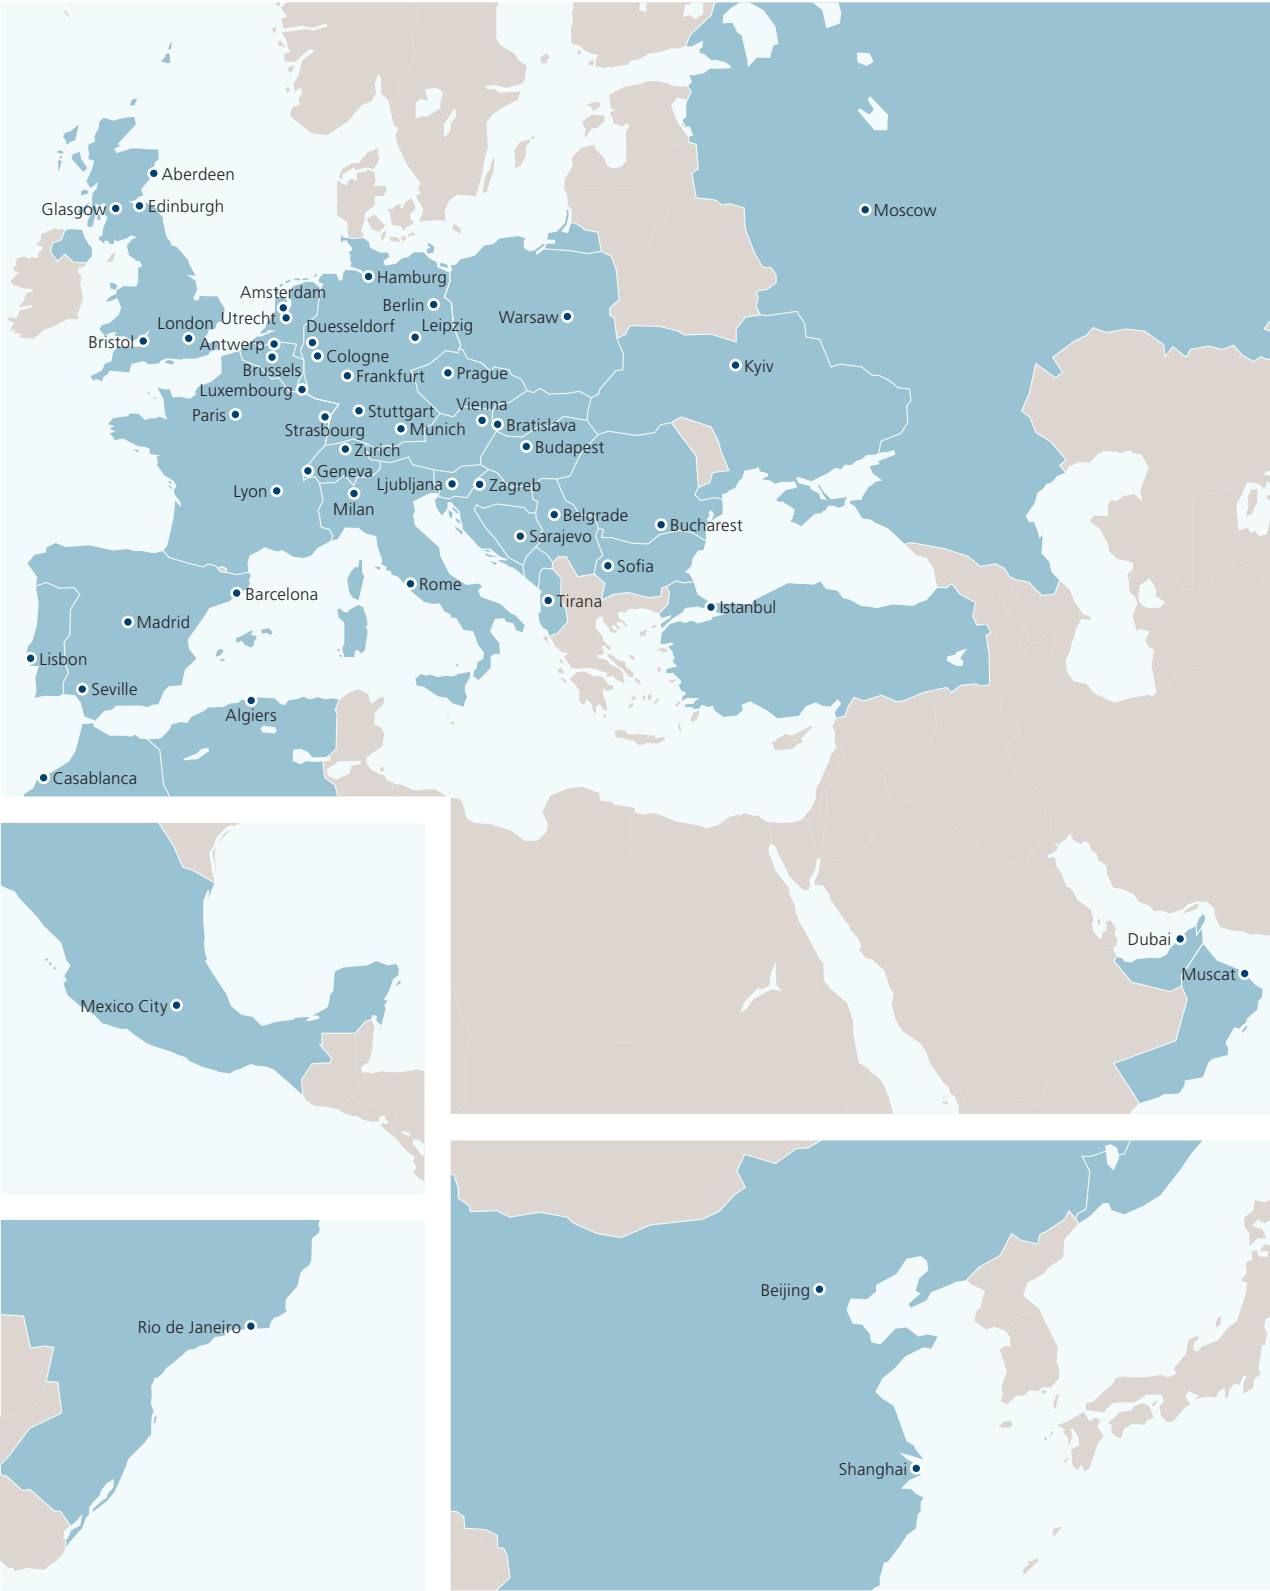 Aberdeen
Edinburgh
Glasgow
Moscow
Hamburg
Amsterdam
Berlin
Utrecht
Warsaw
London
Duesseldorf
Leipzig
Bristol
Antwerp
Cologne
Brussels
Kyiv
Frankfurt
Prague
Luxembourg
Vienna
Paris
Stuttgart
Strasbourg
Munich
Bratislava
Zurich
Budapest
Geneva
Ljubljana
Zagreb
Lyon
Milan
Belgrade
Bucharest
Sarajevo
Sofia
Rome
Barcelona
Tirana
Istanbul
Madrid
Lisbon
Seville
Algiers
Casablanca
Dubai
Muscat
Mexico City
Beijing
Rio de Janeiro
Shanghai